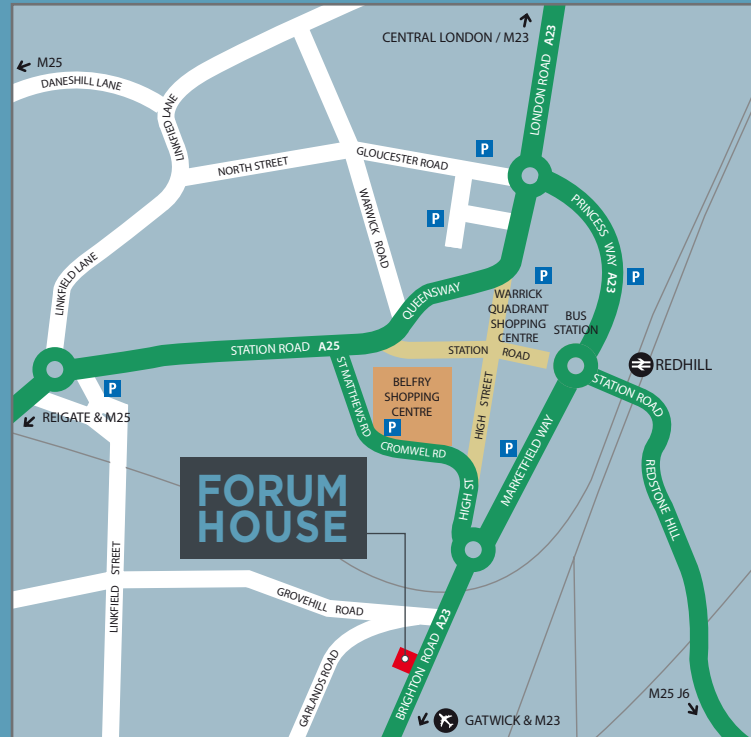 CENTRAL LONDON / M23
LONDON ROAD A23
M25
DANESHILL LANE
LINKFIED LANE
NORTH STREET
GLOUCESTER ROAD
P
P
WARWICK ROAD
PRINCESS WAY A23
LINKFIELD LANE
QUEENSWAY
P
P
WARRICK
QUADRANT
SHOPPING
CENTRE
BUS
STATION
STATION ROAD A25
STATION ROAD
REDHILL
ST MATTHEWS RD
BELFRY
SHOPPING
CENTRE
P
HIGH STREET
STATION ROAD
P
REIGATE & M25
P
CROMWEL RD
MARKETFIELD WAY
FORUM
HOUSE
HIGH ST
REDSTONE HILL
LINKFIELD STREET
GROVEHILL ROAD
GARLANDS ROAD
BRIGHTON ROAD A23
M25 J6
GATWICK & M23